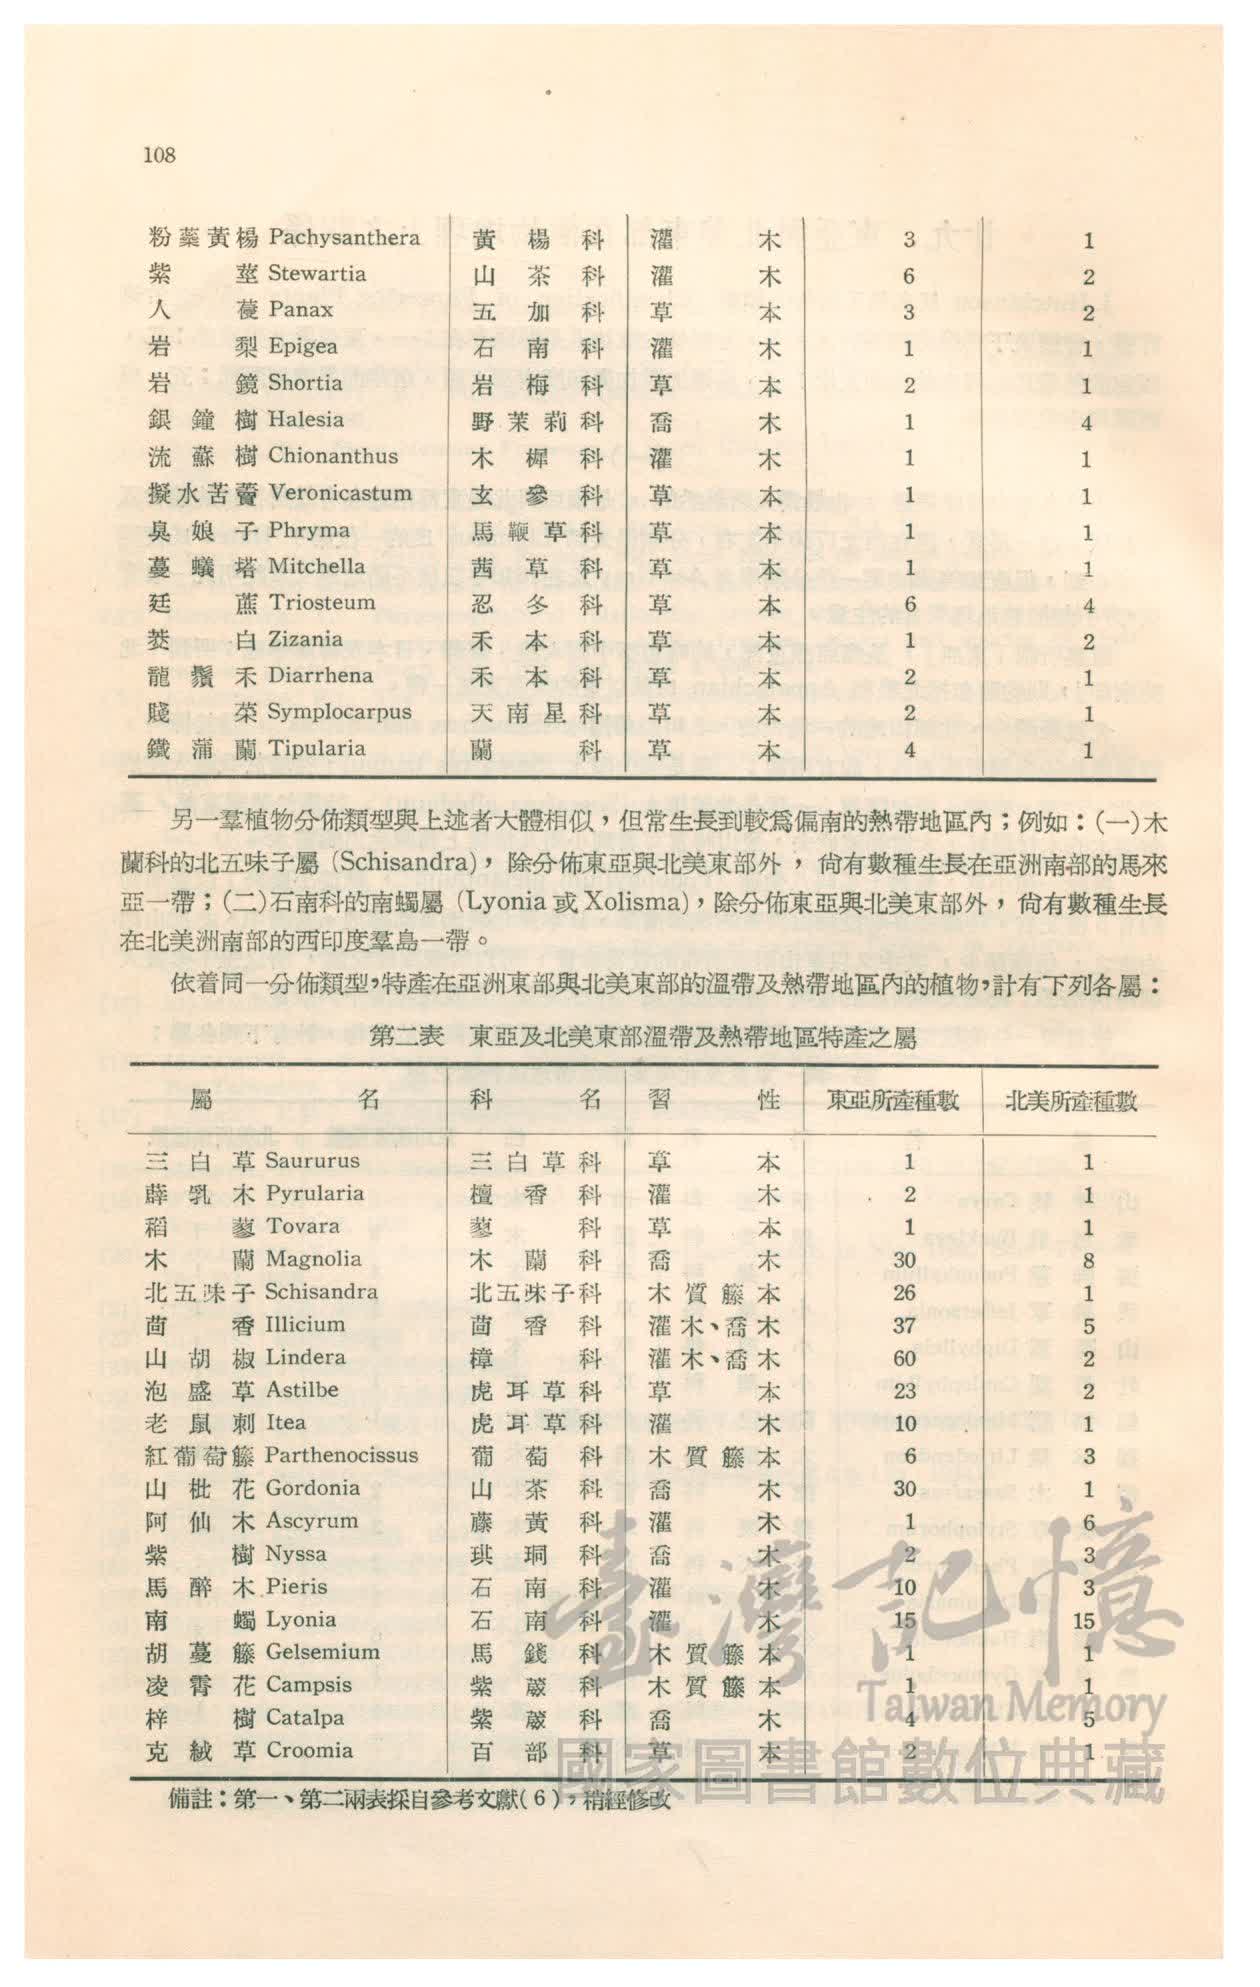 108
粉蘂黃楊 Pachysanthera 黃楊科 灌木 3 1
紫莖 Stewartia 山茶科 灌木 6 2
人蓡 Panax 五加科 草本 3 2
岩梨 Epigea 石南科 灌木 1 1
岩鏡 Shortia 岩梅科 草本 2 1
銀鐘樹 Halesia 野茉莉科 喬木 1 4
流蘇樹 Chionanthus 木樨科 灌木 1 1
擬水苦蕒 Veronicastum 玄參科 草本 1 1
臭娘子 Phryma 馬鞭草科 草本 1 1
蔓蟻塔 Mitchella 茜草科 草本 1 1
莛藨 Triosteum 忍冬科 草本 6 4
茭白 Zizania 禾本科 草本 1 2
龍鬚禾 Diarrhena 禾本科 草本 2 1
賤荣 Symplocarpus 天南星科 草本 2 1
鐵蒲蘭 Tipularia 蘭科 草本 4 1
另一羣植物分佈類型與上述者大體相似，但常生長到較爲偏南的熱帶地區內；例如：(一)木
蘭科的北五味子屬 (Schisandra)，除分佈東亞與北美東部外，尙有數種生長在亞洲南部的馬來
亞一帶；(二)石南科的南蠋屬 (Lyonia 或 Xolisma)，除分佈東亞與北美東部外，尙有數種生長
在北美洲南部的西印度羣島一帶。
依着同一分佈類型，特產在亞洲東部與北美東部的溫帶及熱帶地區內的植物，計有下列各屬：
第二表　東亞及北美東部溫帶及熱帶地區特產之屬
屬名 科名 習性 東亞所產種數 北美所產種數
三白草 Saururus 三白草科 草本 1 1
薜乳木 Pyrularia 檀香科 灌木 2 1
稻蓼 Tovara 蓼科 草本 1 1
木蘭 Magnolia 木蘭科 喬木 30 8
北五味子 Schisandra 北五味子科 木質籐本 26 1
茴香 Illicium 茴香科 灌木、喬木 37 5
山胡椒 Lindera 樟科 灌木、喬木 60 2
泡盛草 Astilbe 虎耳草科 草本 23 2
老鼠刺 Itea 虎耳草科 灌木 10 1
紅葡萄籐 Parthenocissus 葡萄科 木質籐本 6 3
山枇花 Gordonia 山茶科 喬木 30 1
阿仙木 Ascyrum 藤黃科 灌木 1 6
紫樹 Nyssa 珙珦科 喬木 2 3
馬醉木 Pieris 石南科 灌木 10 3
南蠋 Lyonia 石南科 灌木 15 15
胡蔓籐 Gelsemium 馬錢科 木質籐本 1 1
凌霄花 Campsis 紫葳科 木質籐本 1 1
梓樹 Catalpa 紫葳科 喬木 4 5
克絨草 Croomia 百部科 草本 2 1
備註：第一、第二兩表採自參考文獻(6)，稍經修改
臺灣記憶
Taiwan Memory
國家圖書館數位典藏